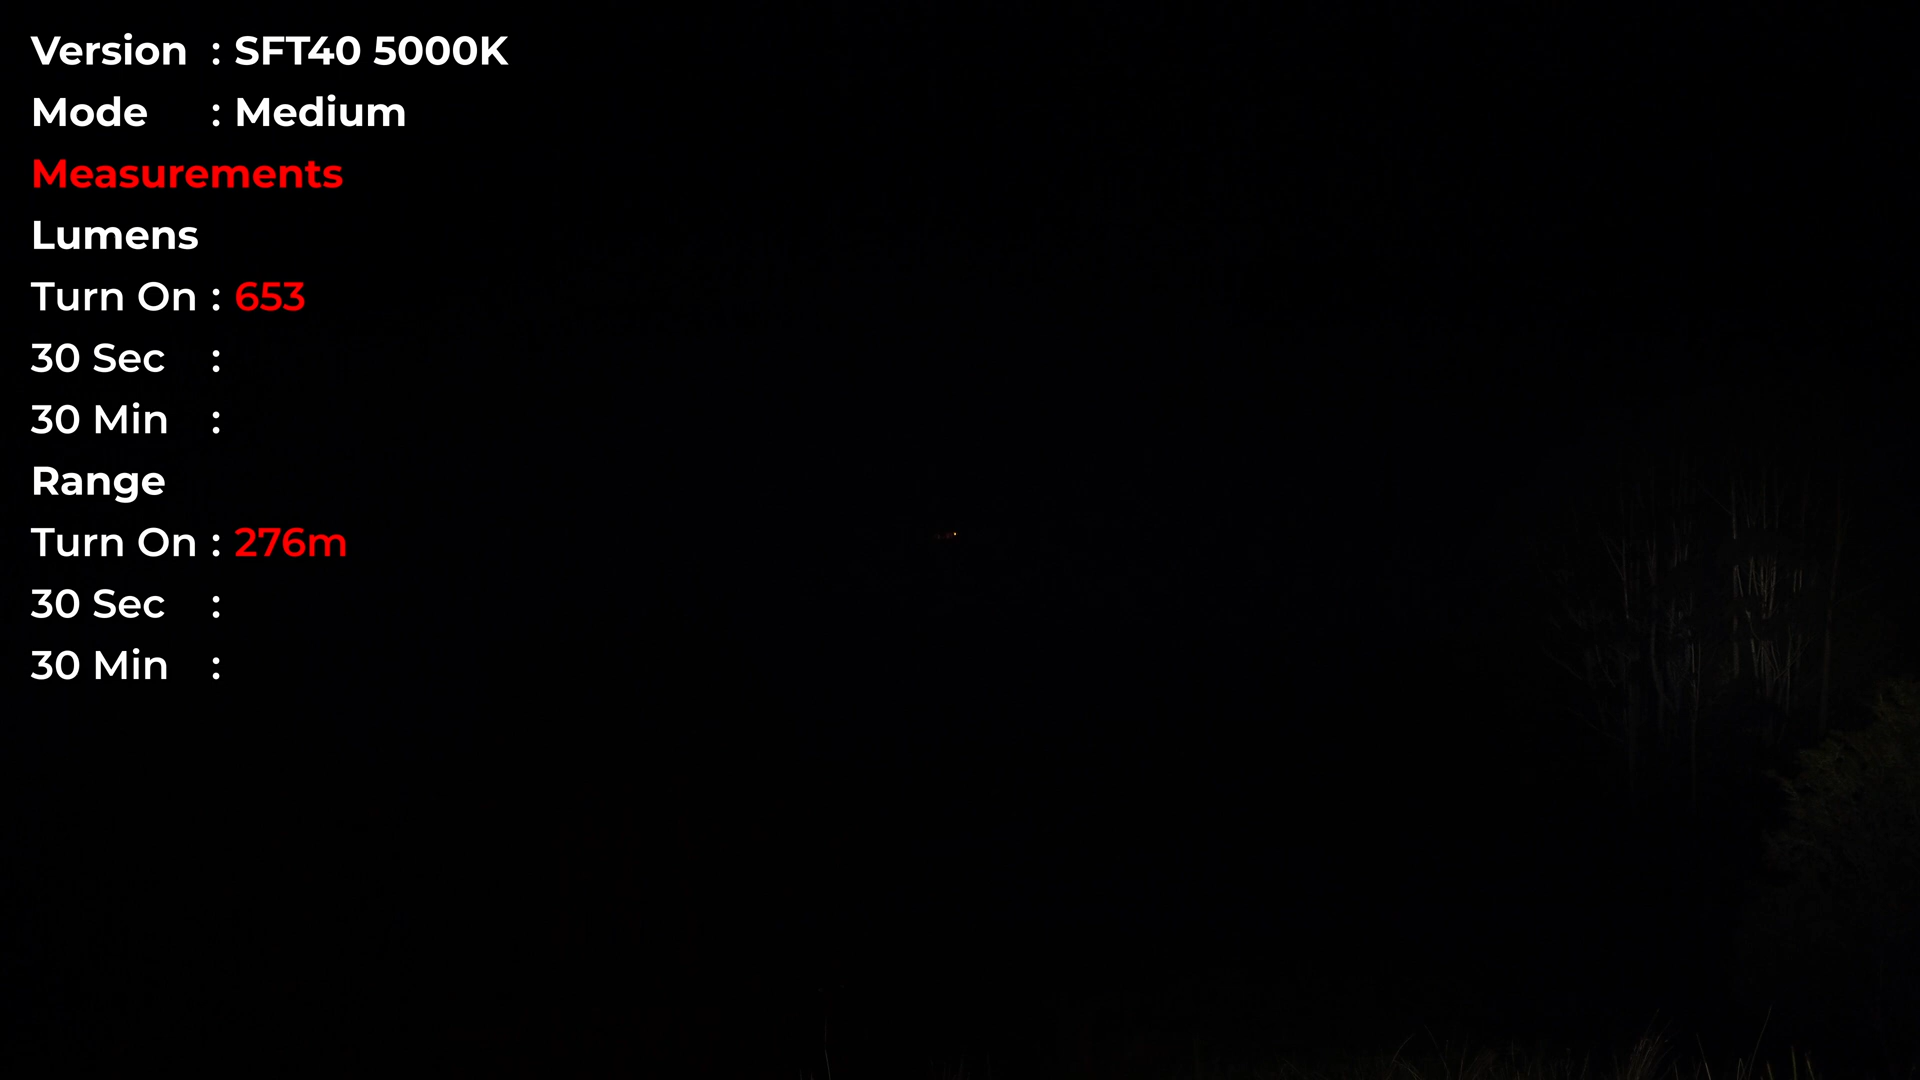 Version : SFT40 5000K
Mode : Medium
Measurements
Lumens
Turn On : 653
30 Sec :
30 Min :
Range
Turn On : 276m
30 Sec :
30 Min :